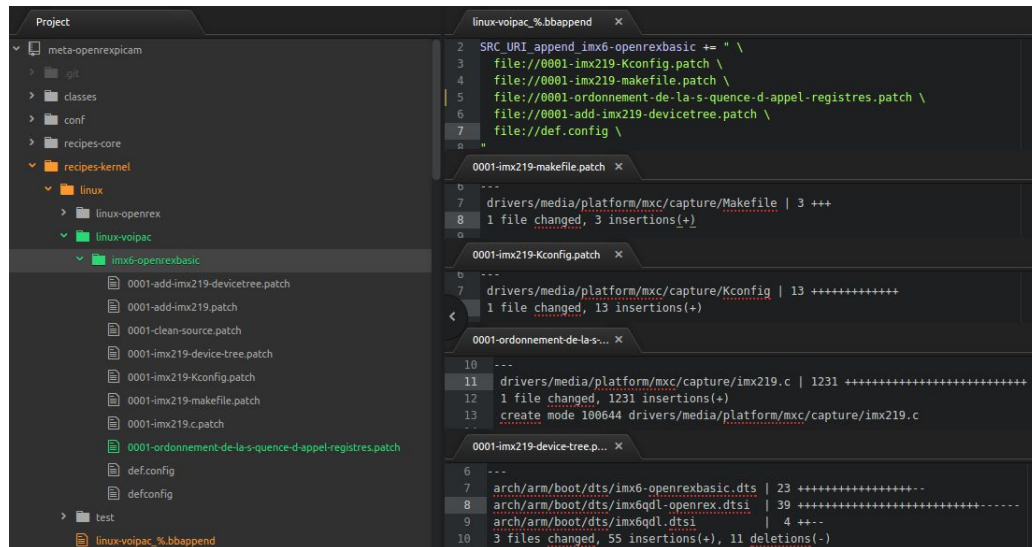 Project
meta-openrexpicam
.git
classes
conf
recipes-core
recipes-kernel
linux
linux-openrex
linux-voipac
imx6-openrexbasic
0001-add-imx219-devicetree.patch
0001-add-imx219.patch
0001-clean-source.patch
0001-imx219-device-tree.patch
0001-imx219-Kconfig.patch
0001-imx219-makefile.patch
0001-imx219.c.patch
0001-ordonnement-de-la-s-quence-d-appel-registres.patch
def.config
defconfig
test
linux-voipac_%.bbappend
linux-voipac_%.bbappend
2 SRC_URI_append_imx6-openrexbasic += " \
3 file://0001-imx219-Kconfig.patch \
4 file://0001-imx219-makefile.patch \
5 file://0001-ordonnement-de-la-s-quence-d-appel-registres.patch \
6 file://0001-add-imx219-devicetree.patch \
7 file://def.config \
8 "
0001-imx219-makefile.patch
6 ---
7 drivers/media/platform/mxc/capture/Makefile | 3 +++
8 1 file changed, 3 insertions(+)
9
0001-imx219-Kconfig.patch
6 ---
7 drivers/media/platform/mxc/capture/Kconfig | 13 +++++++++++++
1 file changed, 13 insertions(+)
0001-ordonnement-de-la-s-...
10 ---
11 drivers/media/platform/mxc/capture/imx219.c | 1231 ++++++++++++++++++++++++++++
12 1 file changed, 1231 insertions(+)
13 create mode 100644 drivers/media/platform/mxc/capture/imx219.c
0001-imx219-device-tree.p...
6 ---
7 arch/arm/boot/dts/imx6-openrexbasic.dts | 23 +++++++++++++++++--
8 arch/arm/boot/dts/imx6qdl-openrex.dtsi | 39 ++++++++++++++++++++++++++++------
9 arch/arm/boot/dts/imx6qdl.dtsi | 4 ++--
10 3 files changed, 55 insertions(+), 11 deletions(-)